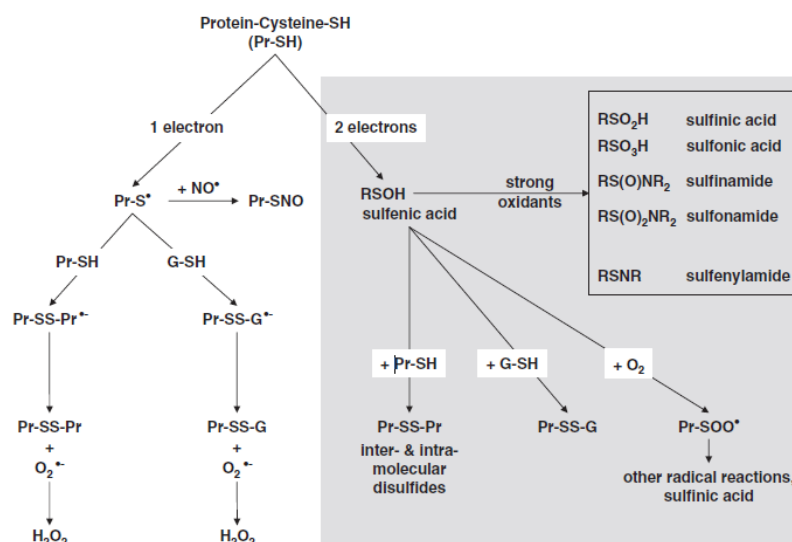 Protein-Cysteine-SH
(Pr-SH)
1 electron
2 electrons
Pr-S•
+ NO•
Pr-SNO
RSOH
sulfenic acid
strong
oxidants
RSO₂H sulfinic acid
RSO₃H sulfonic acid
RS(O)NR₂ sulfinamide
RS(O)₂NR₂ sulfonamide
RSNR sulfenylamide
Pr-SH
G-SH
Pr-SS-Pr•-
Pr-SS-G•-
+ Pr-SH
+ G-SH
+ O₂
Pr-SS-Pr
+
O₂•-
H₂O₂
Pr-SS-G
+
O₂•-
H₂O₂
Pr-SS-Pr
inter- & intra-
molecular
disulfides
Pr-SS-G
Pr-SOO•
other radical reactions,
sulfinic acid